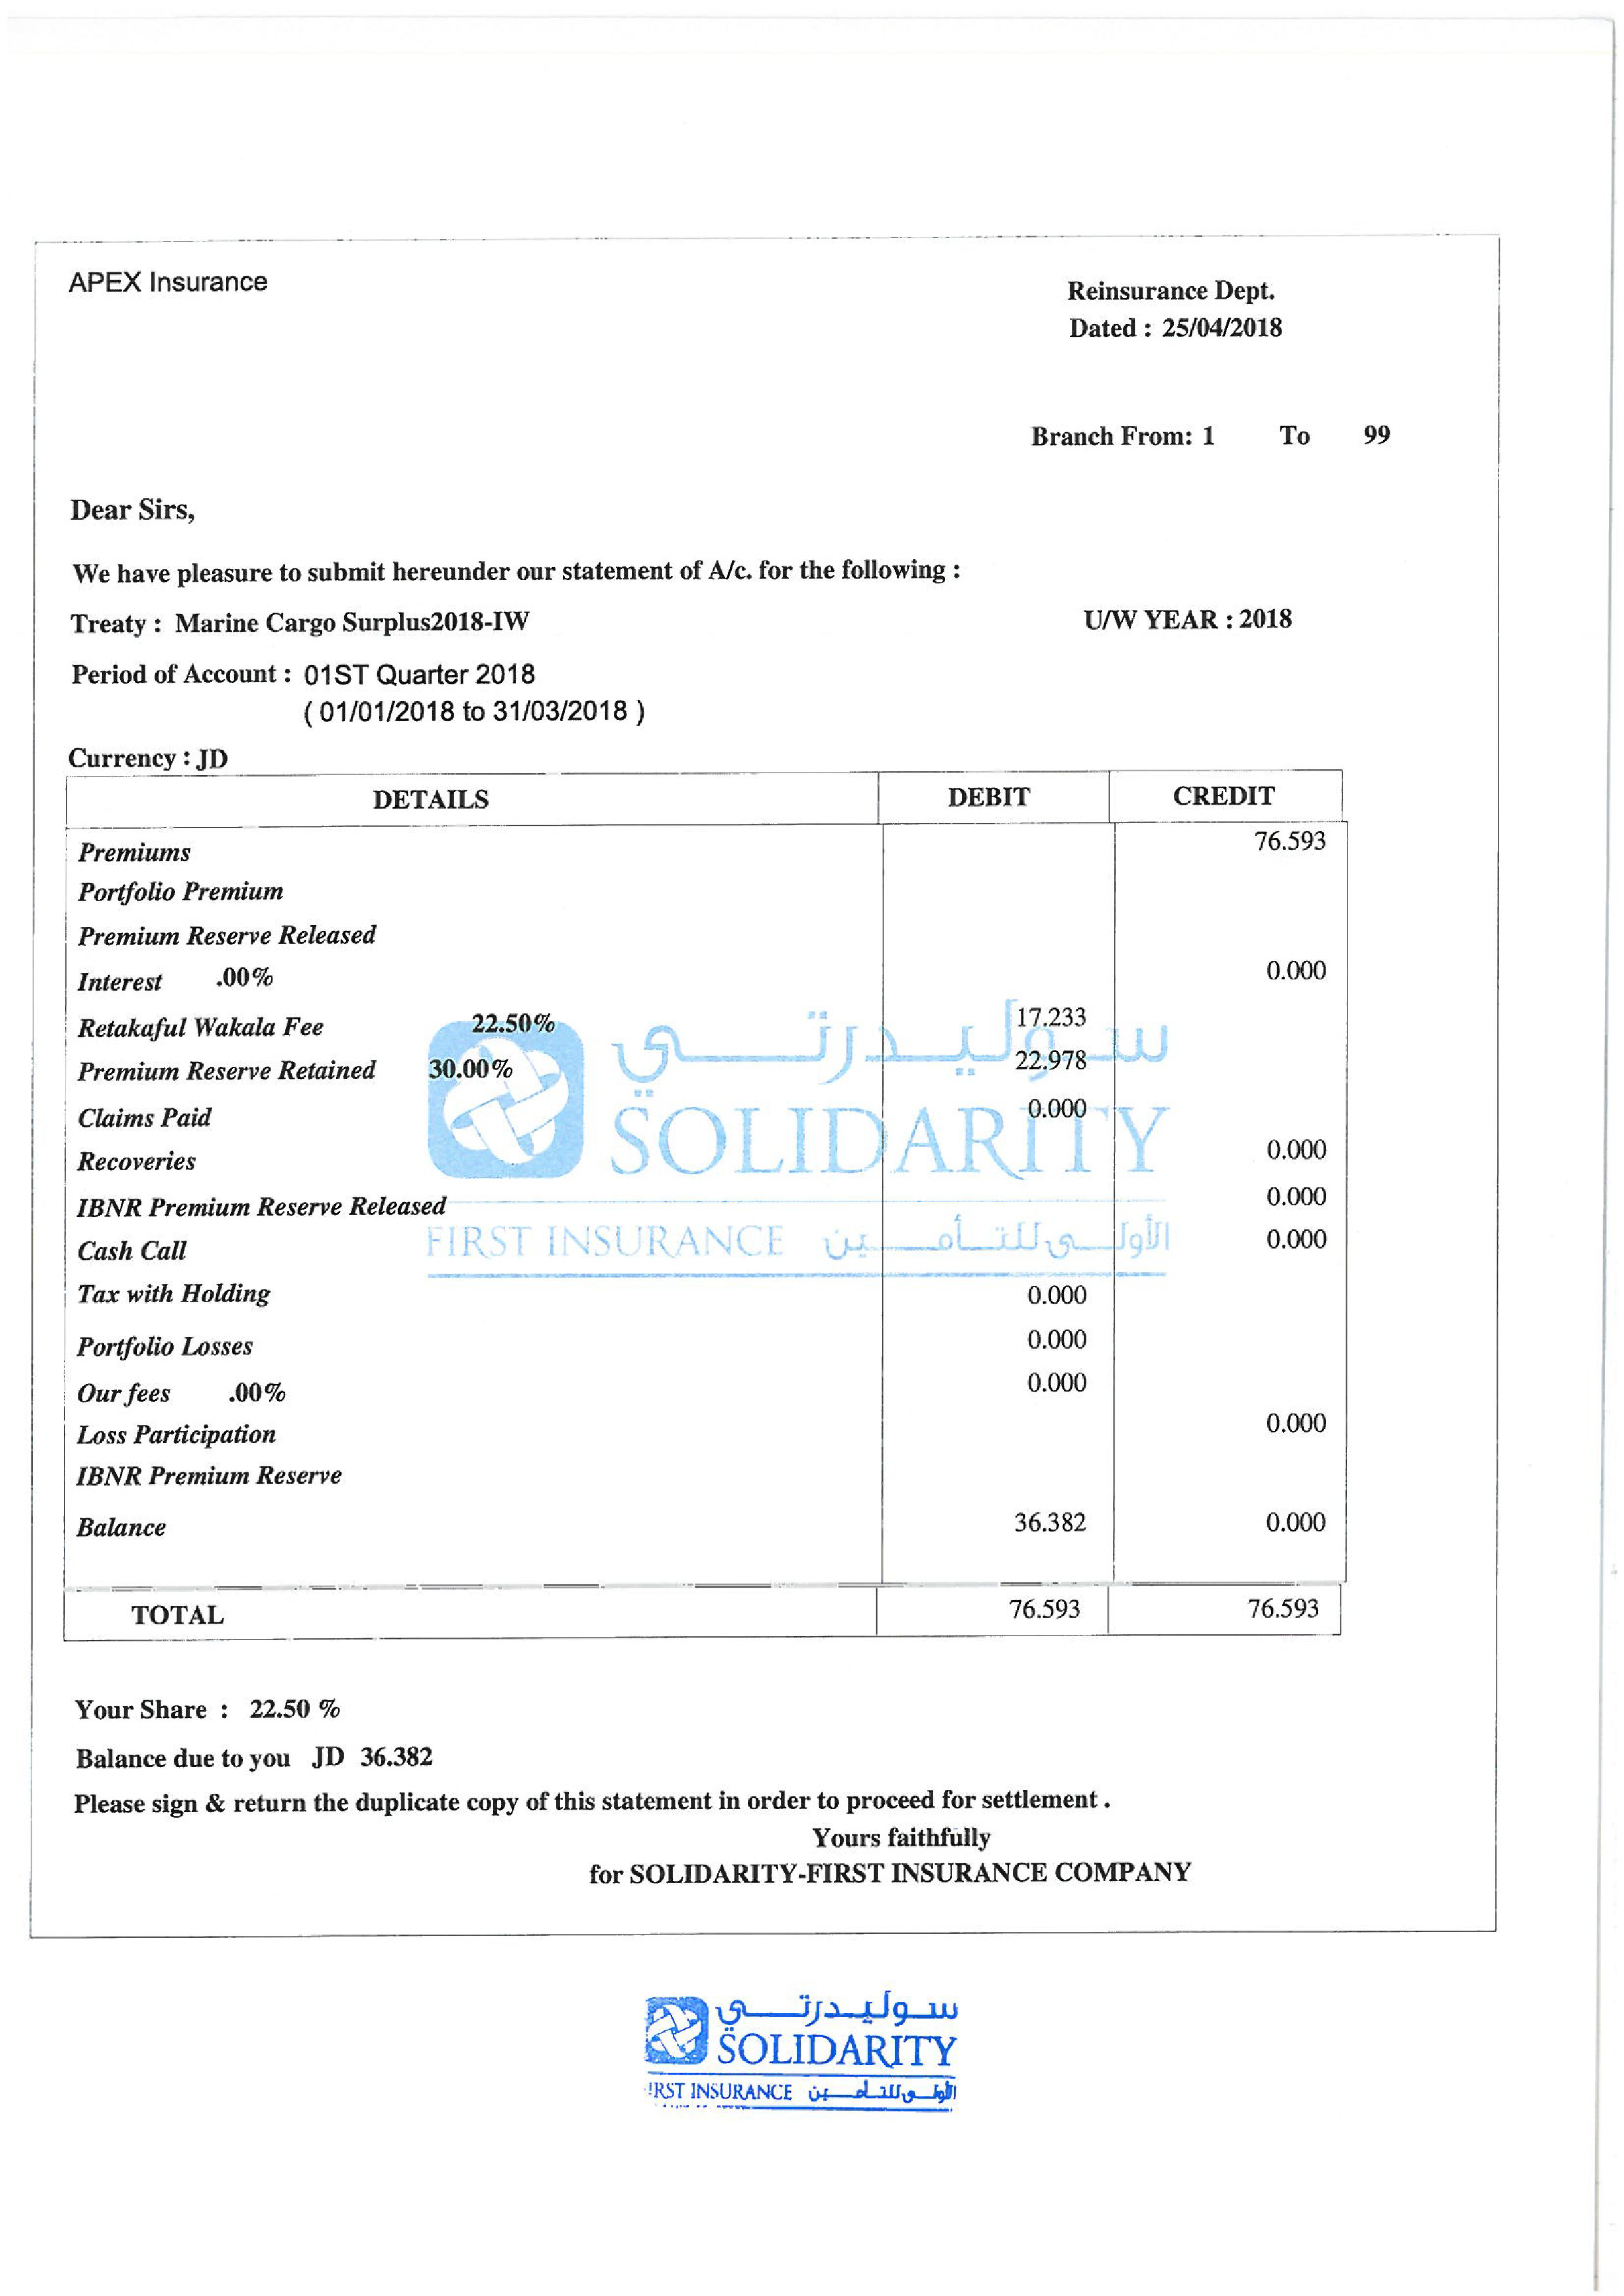 APEX Insurance
Reinsurance Dept.
Dated : 25/04/2018
Branch From: 1 To 99
Dear Sirs,
We have pleasure to submit hereunder our statement of A/c. for the following :
Treaty : Marine Cargo Surplus2018-IW U/W YEAR : 2018
Period of Account : 01ST Quarter 2018
( 01/01/2018 to 31/03/2018 )
Currency : JD
DETAILS DEBIT CREDIT
Premiums 76.593
Portfolio Premium
Premium Reserve Released
Interest .00% 0.000
Retakaful Wakala Fee 22.50% 17.233
Premium Reserve Retained 30.00% 22.978
Claims Paid 0.000
Recoveries 0.000
IBNR Premium Reserve Released 0.000
Cash Call 0.000
Tax with Holding 0.000
Portfolio Losses 0.000
Our fees .00% 0.000
Loss Participation 0.000
IBNR Premium Reserve
Balance 36.382 0.000
TOTAL 76.593 76.593
سوليدرتي
SOLIDARITY
FIRST INSURANCE الأولى للتأمين
Your Share : 22.50 %
Balance due to you JD 36.382
Please sign & return the duplicate copy of this statement in order to proceed for settlement .
Yours faithfully
for SOLIDARITY-FIRST INSURANCE COMPANY
سوليدرتي
SOLIDARITY
IRST INSURANCE الأولى للتأمين